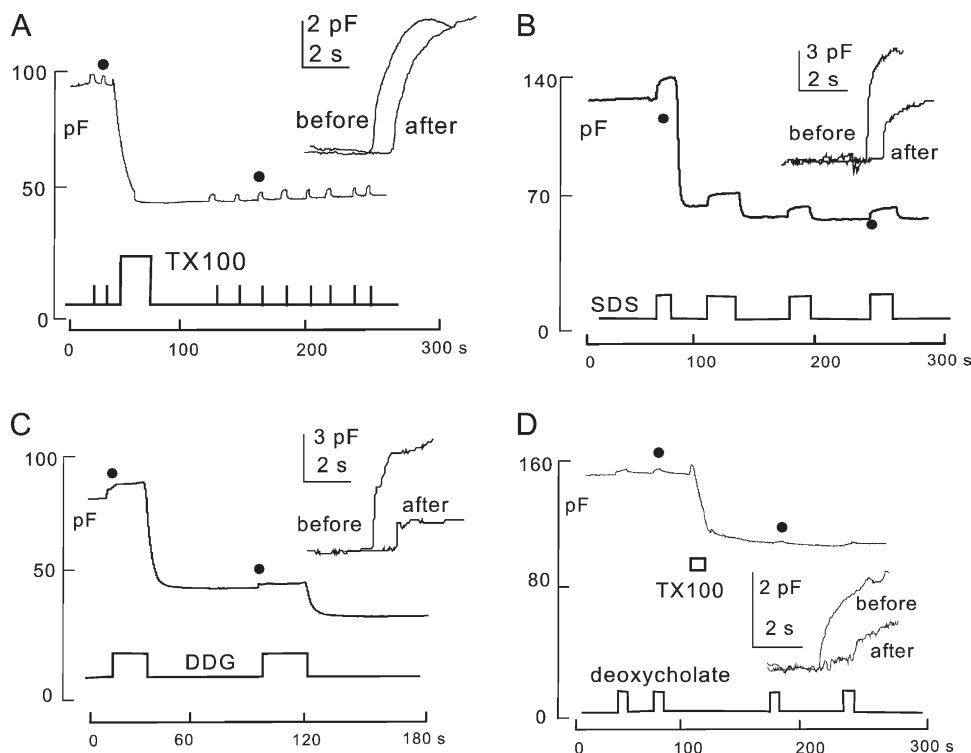 A
2 pF
2 s
before
after
100
pF
50
0
TX100
0 100 200 300 s
B
3 pF
2 s
before
after
140
pF
70
0
SDS
0 100 200 300 s
C
3 pF
2 s
before
after
100
pF
50
0
DDG
0 60 120 180 s
D
160
pF
80
0
TX100
2 pF
2 s
before
after
deoxycholate
0 100 200 300 s